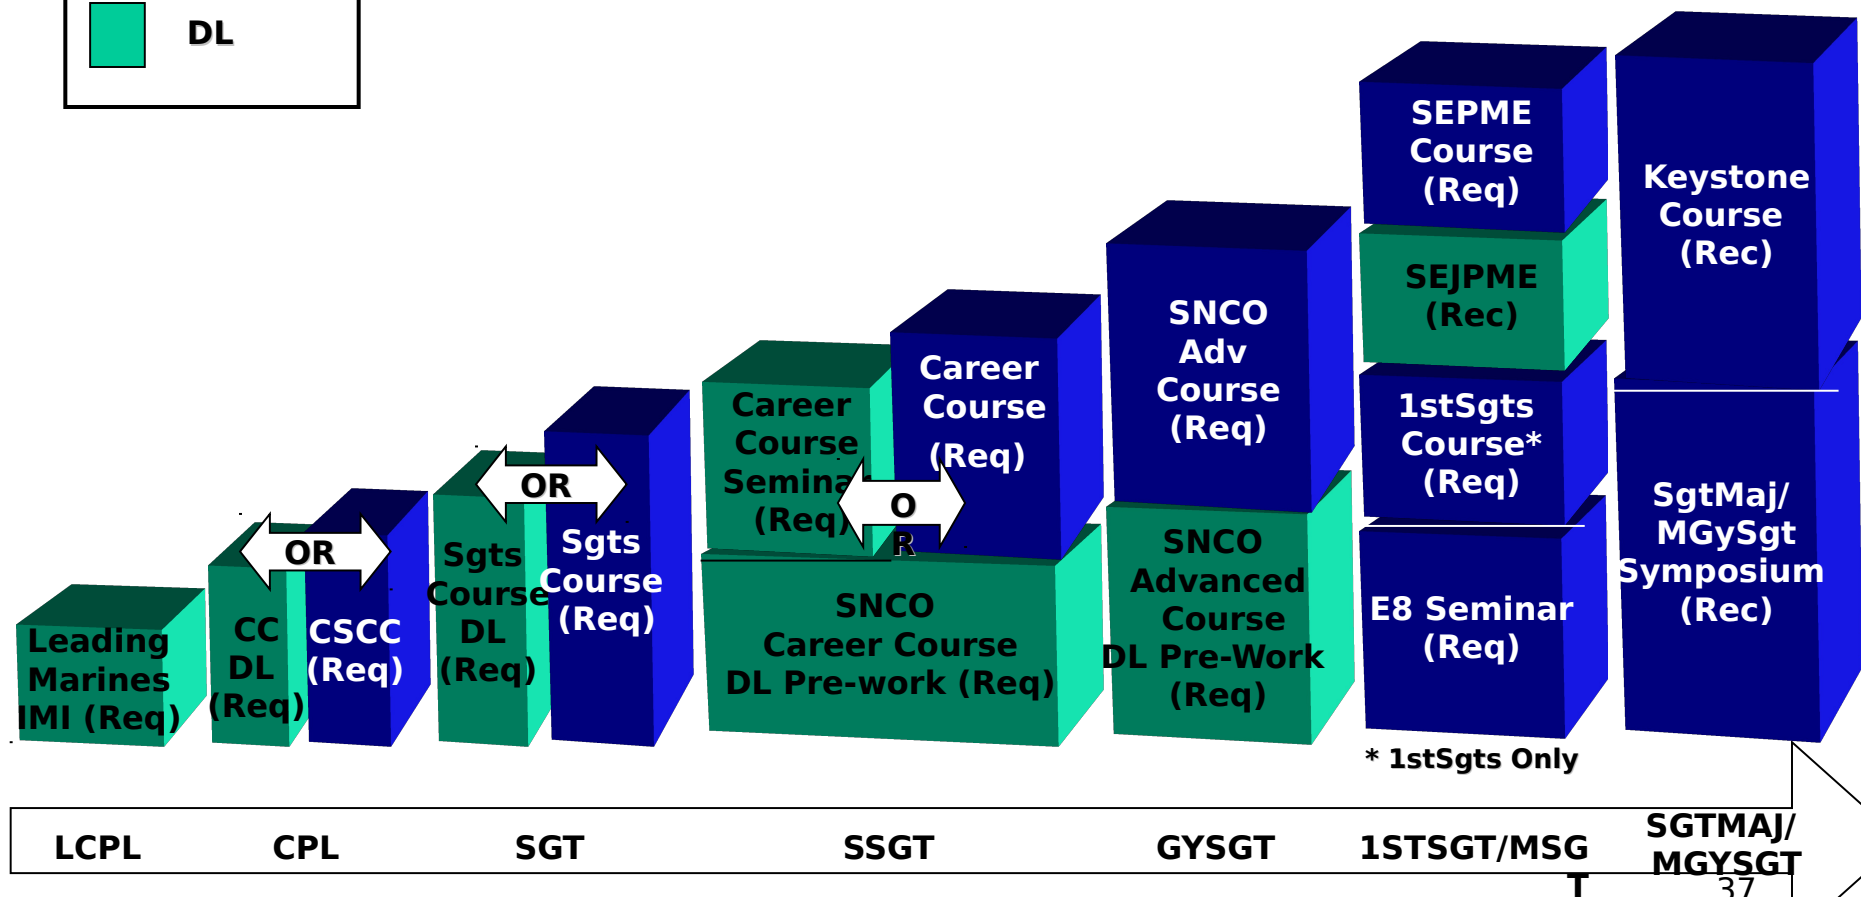 DL
SEPME
Course
(Req)
Keystone
Course
(Rec)
SEJPME
(Rec)
SNCO
Adv
Course
(Req)
Career
Course
(Req)
Career
Course
Seminar
(Req)
O
R
1stSgts
Course*
(Req)
SgtMaj/
MGySgt
Symposium
(Rec)
OR
Sgts
Course
(Req)
Sgts
Course
DL
(Req)
OR
SNCO
Advanced
Course
DL Pre-Work
(Req)
SNCO
Career Course
DL Pre-work (Req)
E8 Seminar
(Req)
CC
DL
(Req)
CSCC
(Req)
Leading
Marines
IMI (Req)
* 1stSgts Only
LCPL
CPL
SGT
SSGT
GYSGT
1STSGT/MSG
T
SGTMAJ/
MGYSGT
37